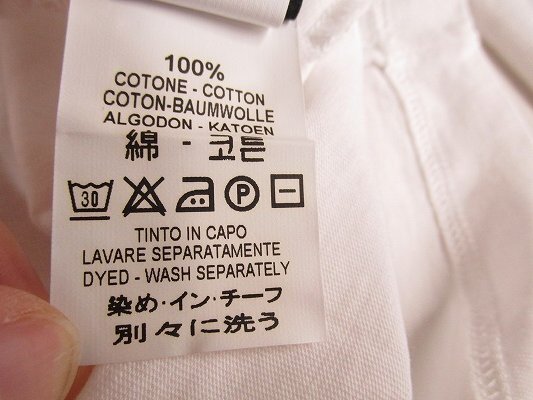 100%
COTONE - COTTON
COTON-BAUMWOLLE
ALGODON - KATOEN
綿 - 코튼
30 P
TINTO IN CAPO
LAVARE SEPARATAMENTE
DYED - WASH SEPARATELY
染め・イン・チーフ
別々に洗う